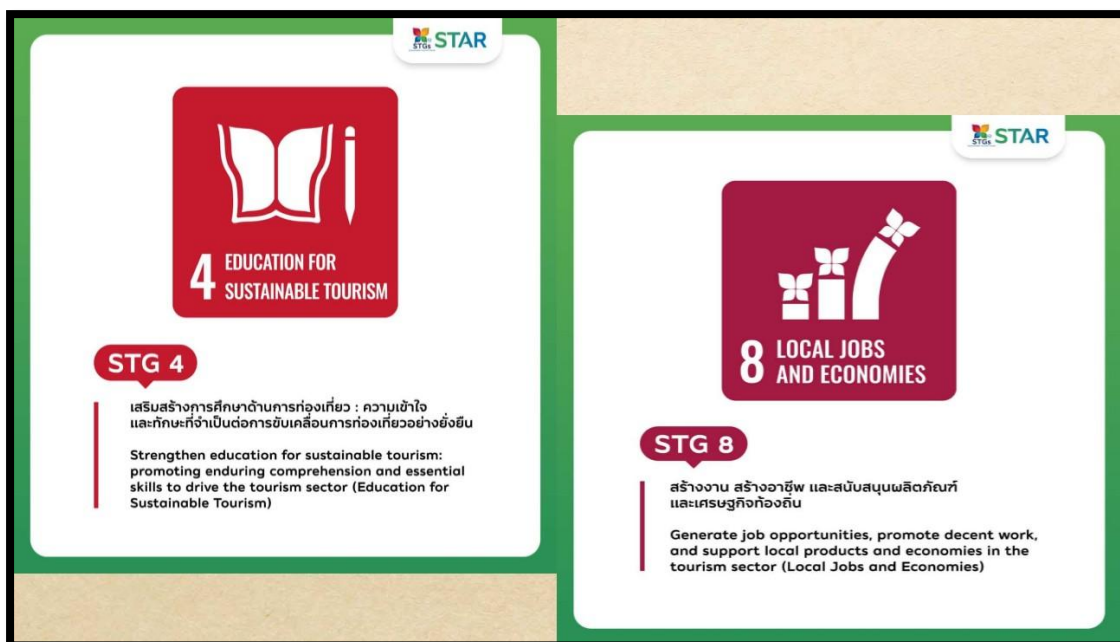 STGs STAR
4 EDUCATION FOR
SUSTAINABLE TOURISM
STG 4
เสริมสร้างการศึกษาด้านการท่องเที่ยว : ความเข้าใจ
และทักษะที่จำเป็นต่อการขับเคลื่อนการท่องเที่ยวอย่างยั่งยืน
Strengthen education for sustainable tourism:
promoting enduring comprehension and essential
skills to drive the tourism sector (Education for
Sustainable Tourism)
STGs STAR
8 LOCAL JOBS
AND ECONOMIES
STG 8
สร้างงาน สร้างอาชีพ และสนับสนุนผลิตภัณฑ์
และเศรษฐกิจท้องถิ่น
Generate job opportunities, promote decent work,
and support local products and economies in the
tourism sector (Local Jobs and Economies)